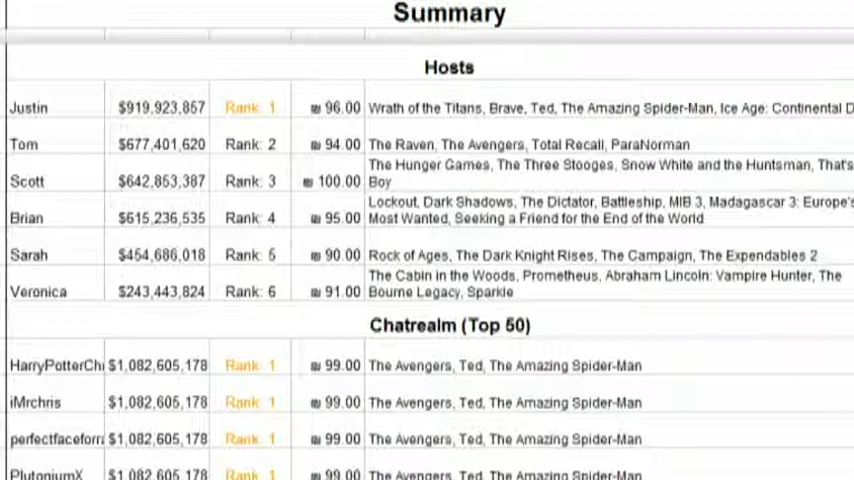 Summary
Hosts
Justin $919,923,857 Rank: 1 ₪ 96.00 Wrath of the Titans, Brave, Ted, The Amazing Spider-Man, Ice Age: Continental D
Tom $677,401,620 Rank: 2 ₪ 94.00 The Raven, The Avengers, Total Recall, ParaNorman
The Hunger Games, The Three Stooges, Snow White and the Huntsman, That's
Scott $642,853,387 Rank: 3 ₪ 100.00 Boy
Lockout, Dark Shadows, The Dictator, Battleship, MIB 3, Madagascar 3: Europe's
Brian $615,236,535 Rank: 4 ₪ 95.00 Most Wanted, Seeking a Friend for the End of the World
Sarah $454,686,018 Rank: 5 ₪ 90.00 Rock of Ages, The Dark Knight Rises, The Campaign, The Expendables 2
The Cabin in the Woods, Prometheus, Abraham Lincoln: Vampire Hunter, The
Veronica $243,443,824 Rank: 6 ₪ 91.00 Bourne Legacy, Sparkle
Chatrealm (Top 50)
HarryPotterCh $1,082,605,178 Rank: 1 ₪ 99.00 The Avengers, Ted, The Amazing Spider-Man
iMrchris $1,082,605,178 Rank: 1 ₪ 99.00 The Avengers, Ted, The Amazing Spider-Man
perfectfaceforr $1,082,605,178 Rank: 1 ₪ 99.00 The Avengers, Ted, The Amazing Spider-Man
PlutoniumX $1,082,605,178 Rank: 1 ₪ 99.00 The Avengers, Ted, The Amazing Spider-Man